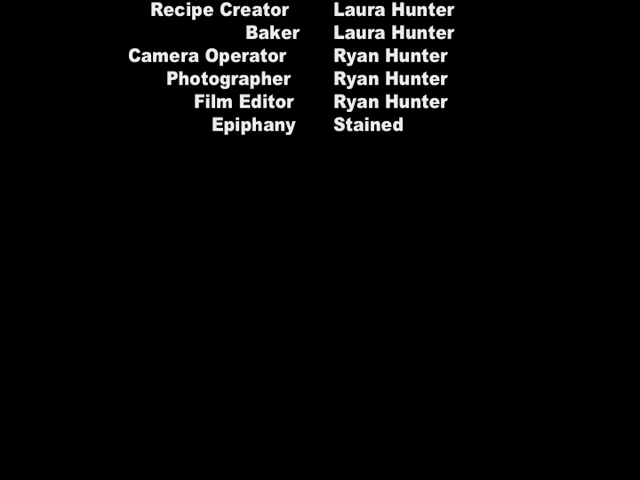 Recipe Creator Laura Hunter
Baker Laura Hunter
Camera Operator Ryan Hunter
Photographer Ryan Hunter
Film Editor Ryan Hunter
Epiphany Stained